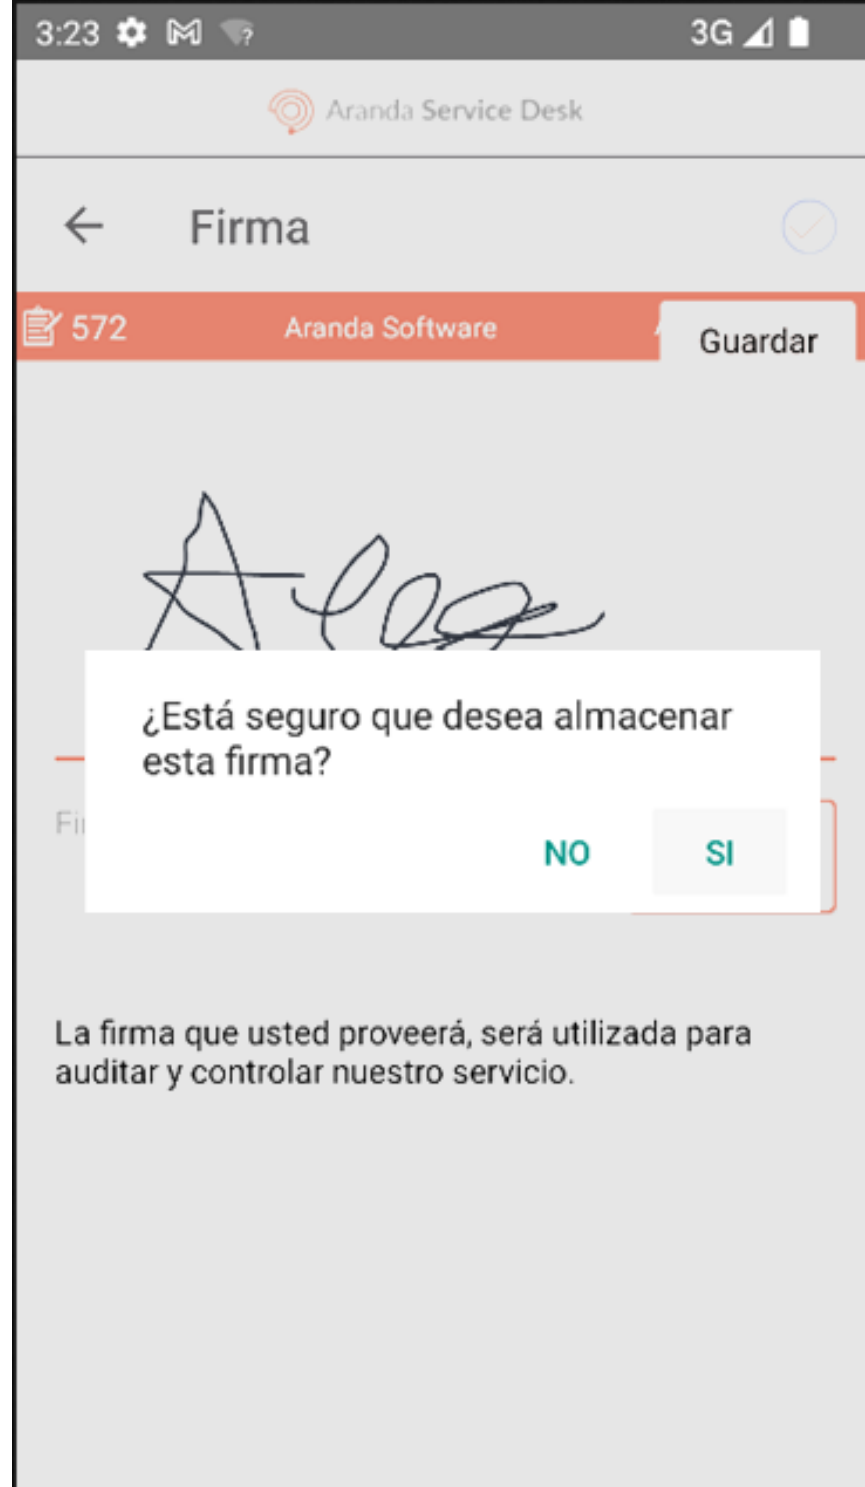 3:23
3G
Aranda Service Desk
Firma
572
Aranda Software
Guardar
¿Está seguro que desea almacenar
esta firma?
NO
SI
La firma que usted proveerá, será utilizada para
auditar y controlar nuestro servicio.